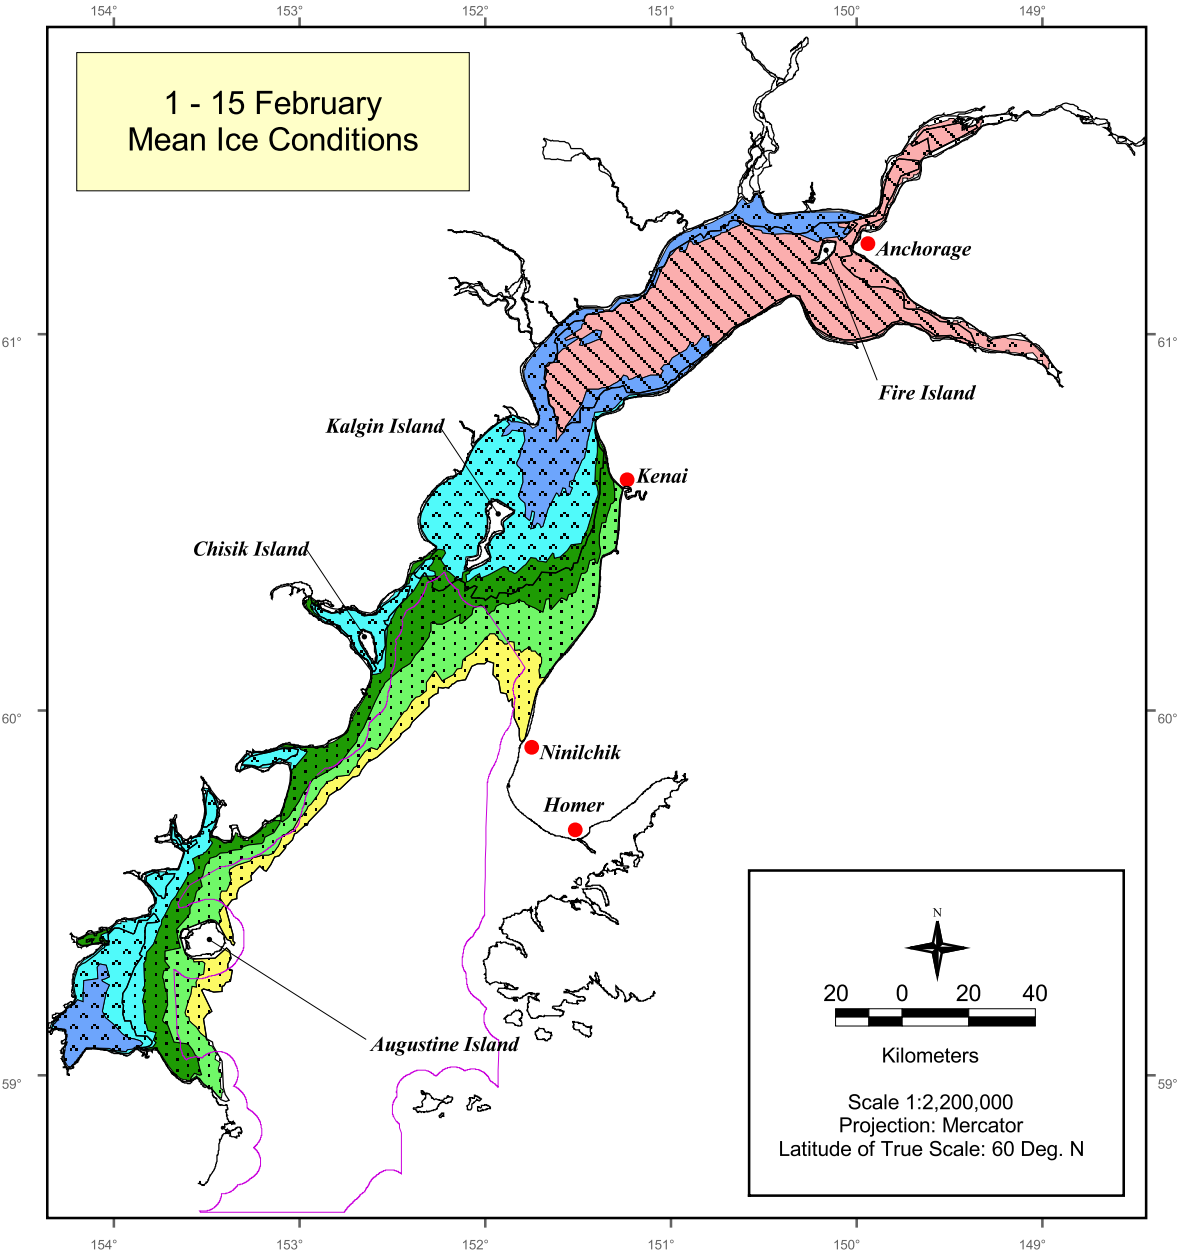 154° 153° 152° 151° 150° 149°
1 - 15 February
Mean Ice Conditions
Anchorage
61° 61°
Fire Island
Kalgin Island
Kenai
Chisik Island
60° 60°
Ninilchik
Homer
N
20 0 20 40
Augustine Island
Kilometers
59° 59°
Scale 1:2,200,000
Projection: Mercator
Latitude of True Scale: 60 Deg. N
154° 153° 152° 151° 150° 149°